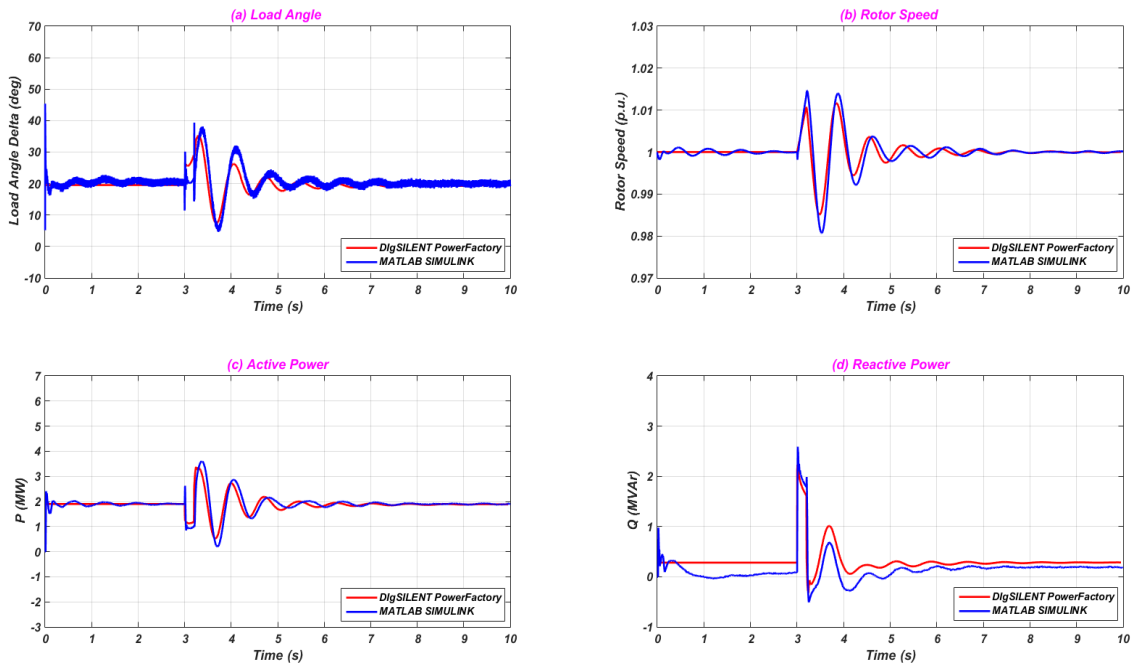 (a) Load Angle
70
60
50
40
30
20
10
0
-10
Load Angle Delta (deg)
0 1 2 3 4 5 6 7 8 9 10
Time (s)
DIgSILENT PowerFactory
MATLAB SIMULINK
(b) Rotor Speed
1.03
1.02
1.01
1
0.99
0.98
0.97
Rotor Speed (p.u.)
0 1 2 3 4 5 6 7 8 9 10
Time (s)
DIgSILENT PowerFactory
MATLAB SIMULINK
(c) Active Power
7
6
5
4
3
2
1
0
-1
-2
-3
P (MW)
0 1 2 3 4 5 6 7 8 9 10
Time (s)
DIgSILENT PowerFactory
MATLAB SIMULINK
(d) Reactive Power
4
3
2
1
0
-1
Q (MVAr)
0 1 2 3 4 5 6 7 8 9 10
Time (s)
DIgSILENT PowerFactory
MATLAB SIMULINK